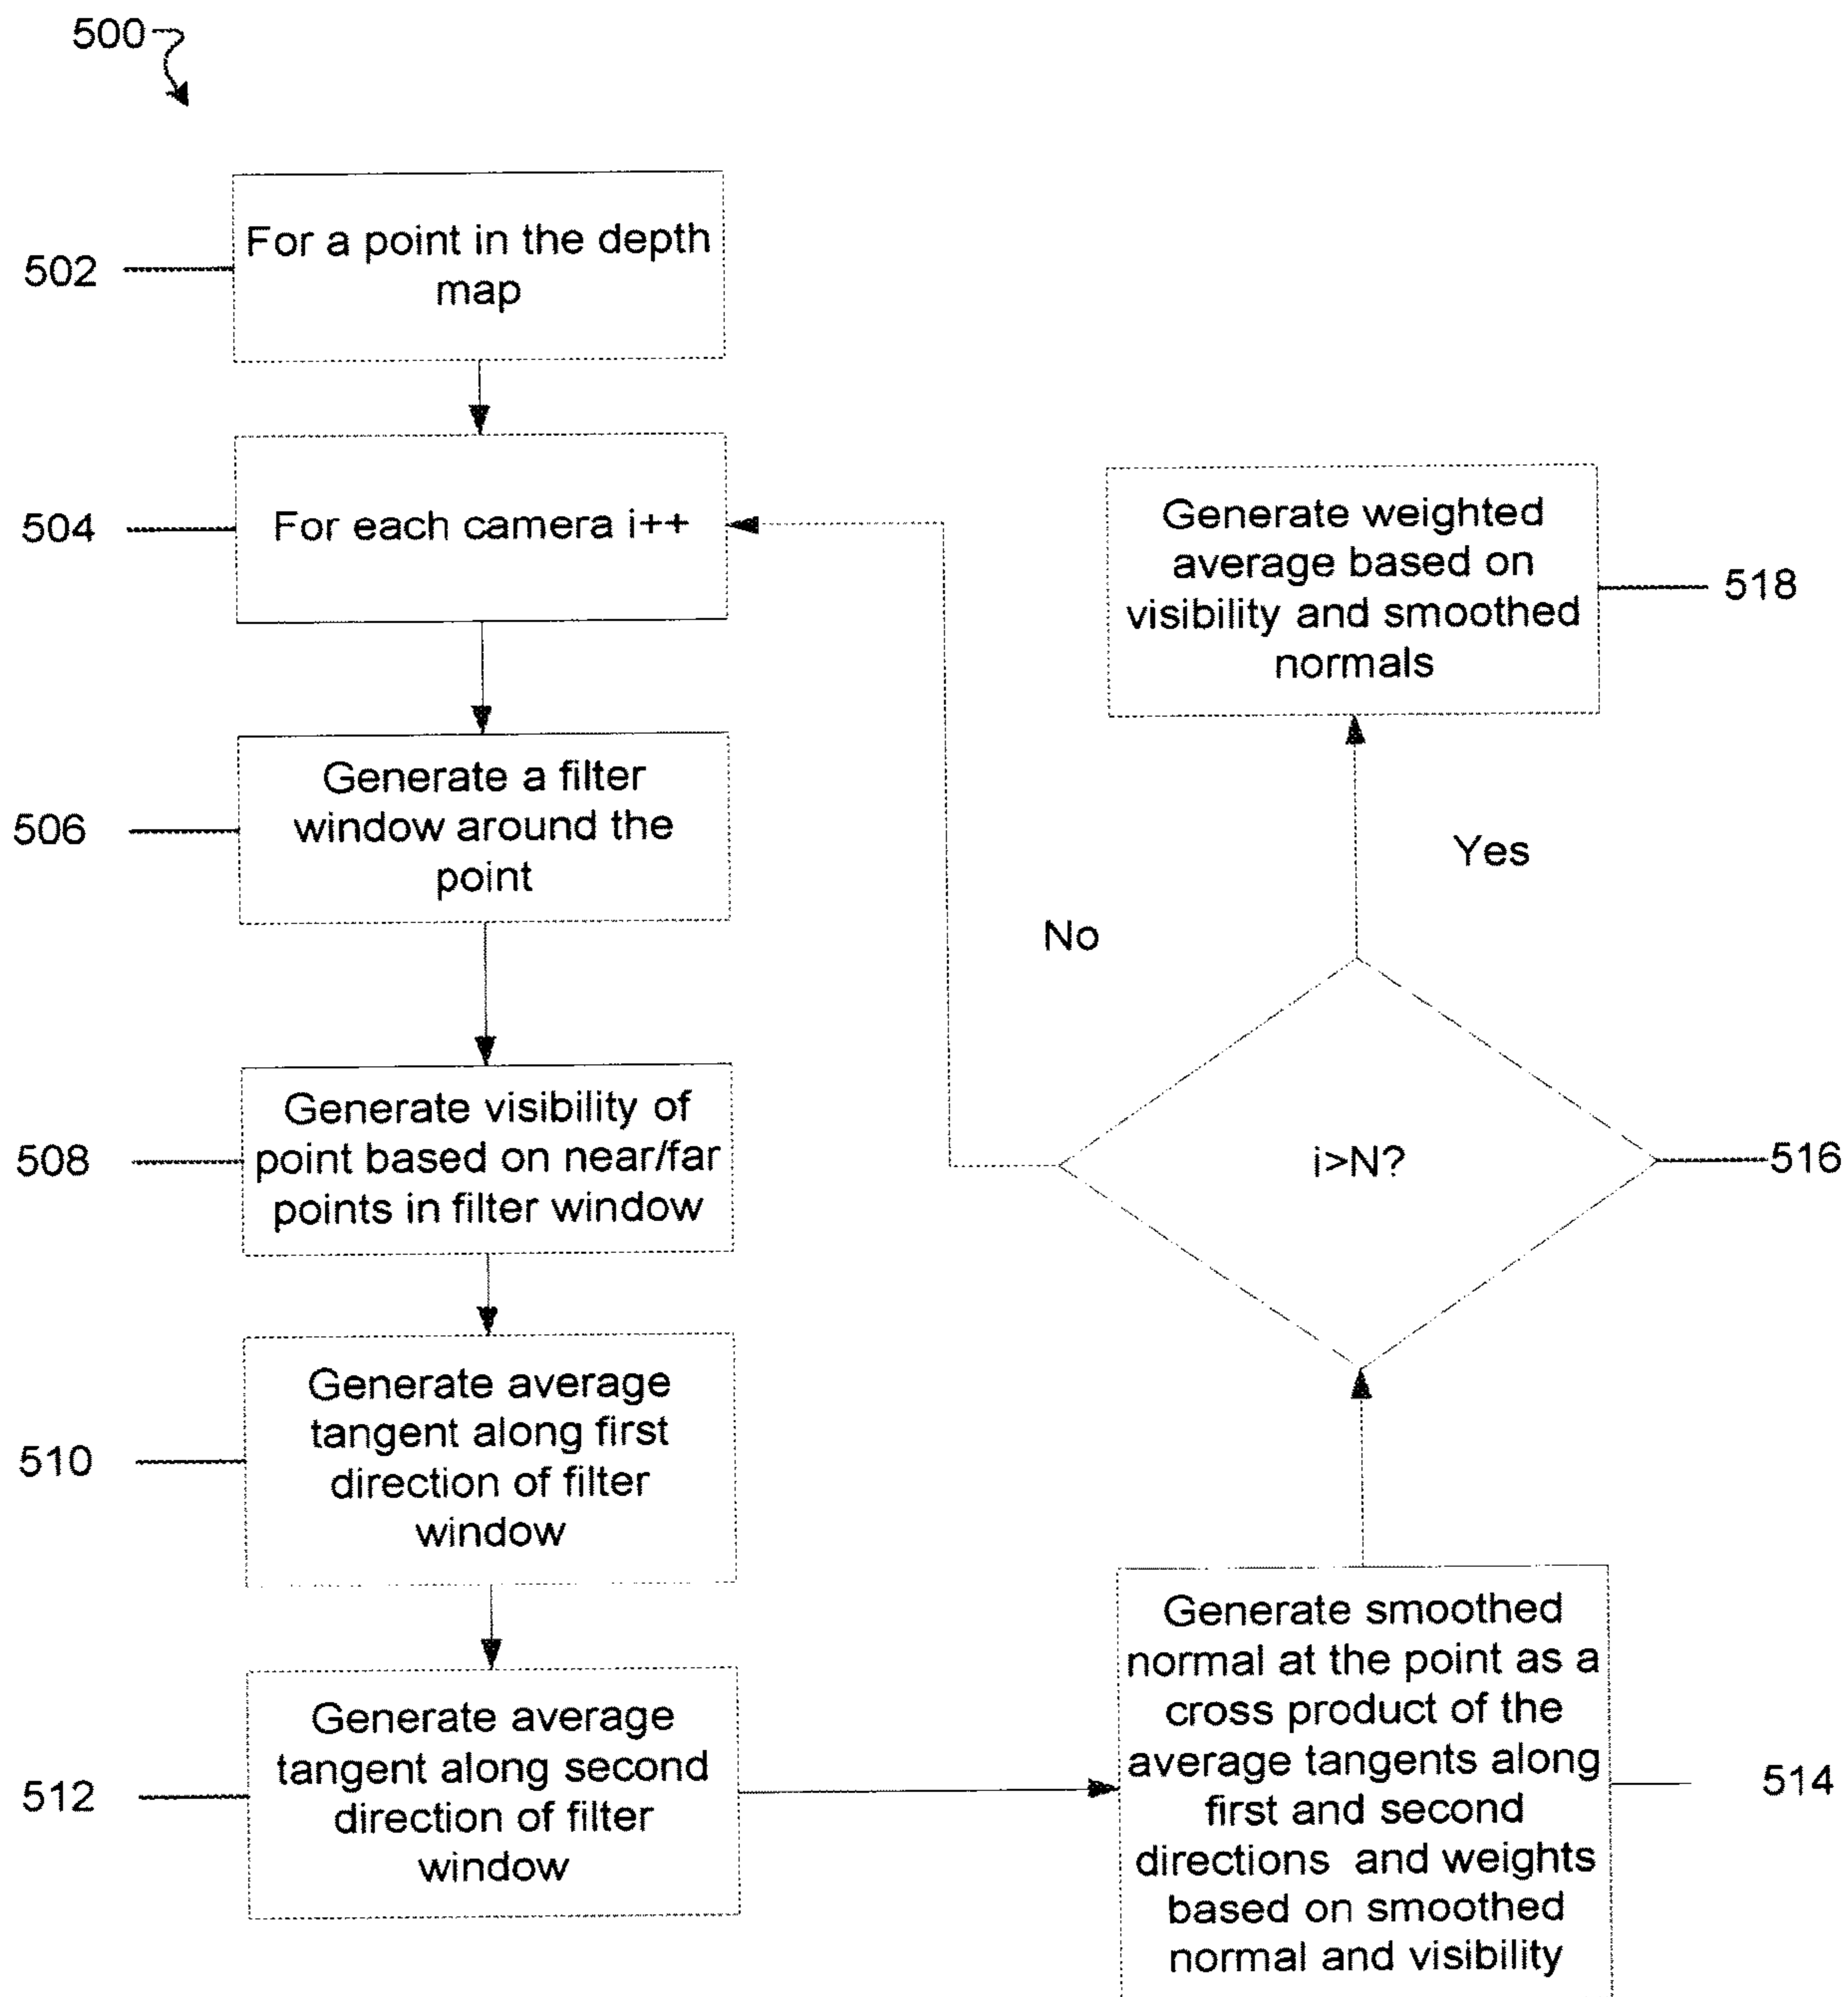 500
502
For a point in the depth
map
504
For each camera i++
506
Generate a filter
window around the
point
508
Generate visibility of
point based on near/far
points in filter window
510
Generate average
tangent along first
direction of filter
window
512
Generate average
tangent along second
direction of filter
window
Generate smoothed
normal at the point as a
cross product of the
average tangents along
first and second
directions and weights
based on smoothed
normal and visibility
514
i>N?
516
No
Yes
Generate weighted
average based on
visibility and smoothed
normals
518